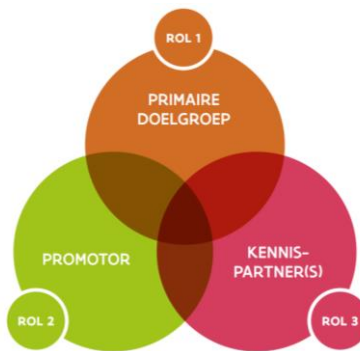 ROL 1
PRIMAIRE
DOELGROEP
PROMOTOR
KENNIS-
PARTNER(S)
ROL 2
ROL 3